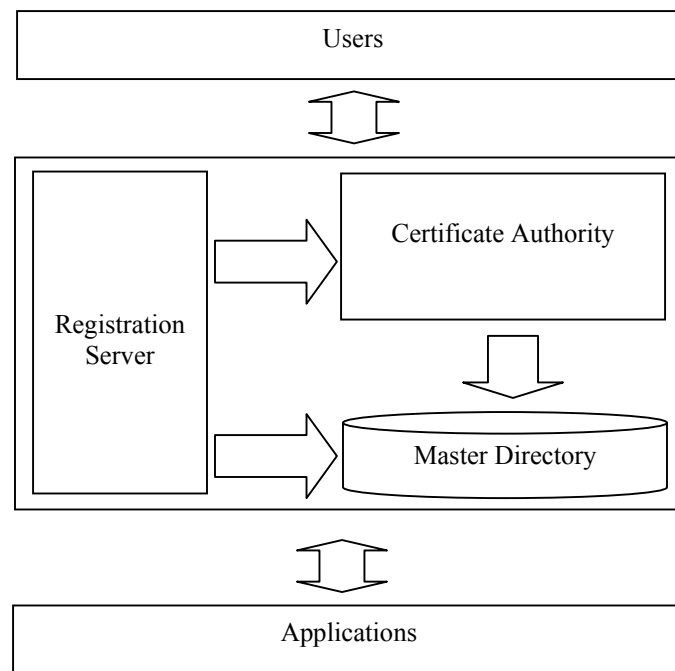 Users
Certificate Authority
Registration
Server
Master Directory
Applications